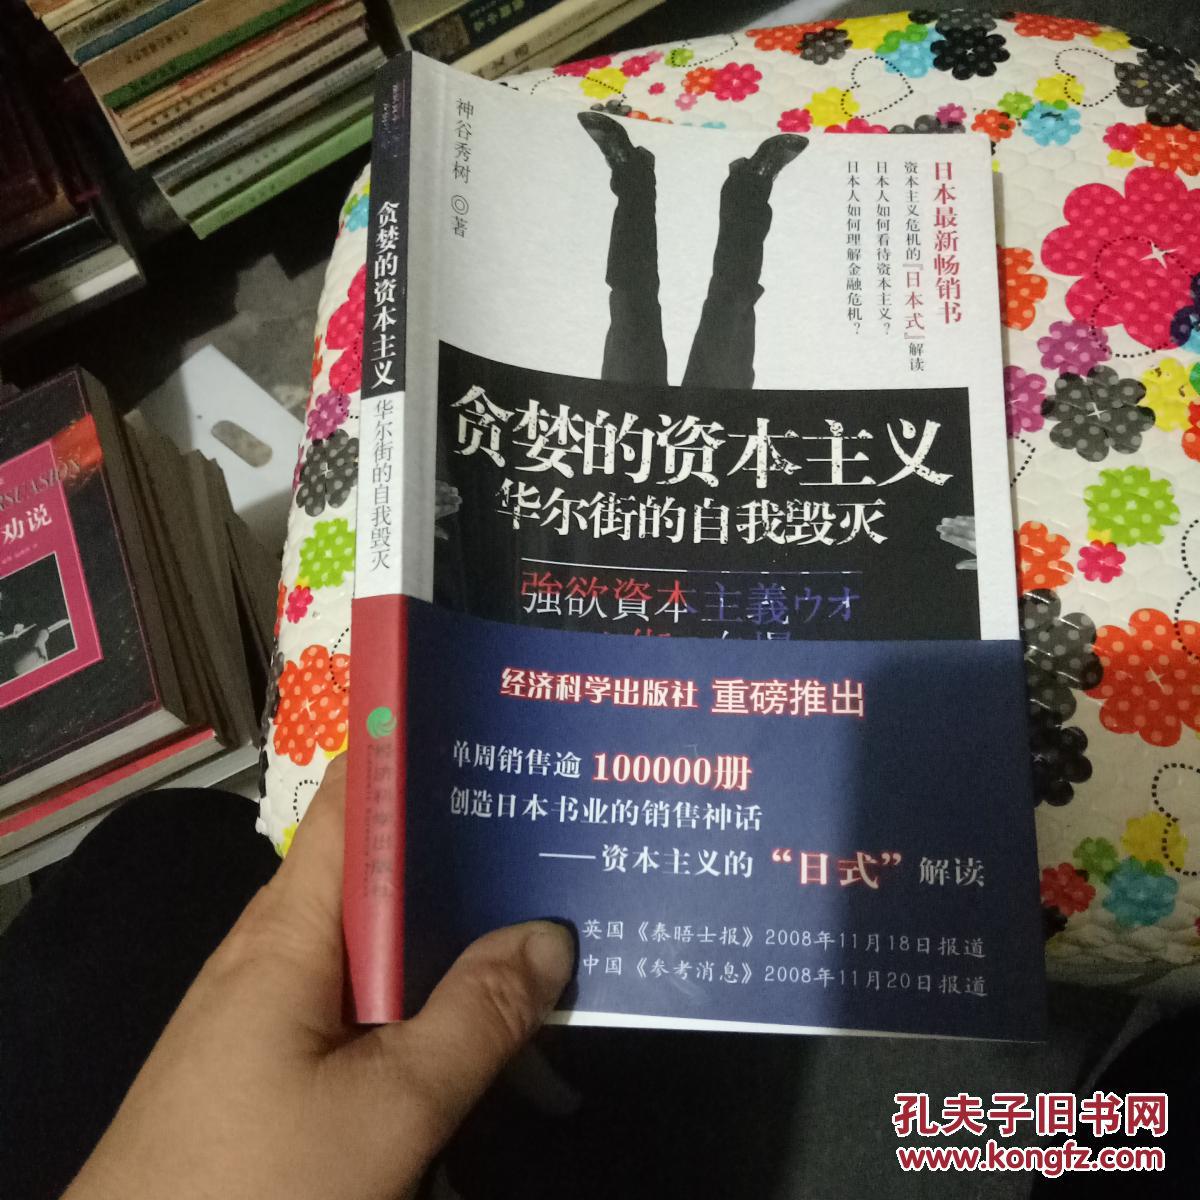 神谷秀树 ◎ 著
日本最新畅销书
资本主义危机的『日本式』解读
日本人如何看待资本主义?
日本人如何理解金融危机?
贪婪的资本主义
华尔街的自我毁灭
強欲資本主義ウオ
经济科学出版社 重磅推出
单周销售逾 100000册
创造日本书业的销售神话
——资本主义的 “日式” 解读
英国《泰晤士报》2008年11月18日报道
中国《参考消息》2008年11月20日报道
贪婪的资本主义 华尔街的自我毁灭
经济科学出版社
劝说
孔夫子旧书网
www.kongfz.com